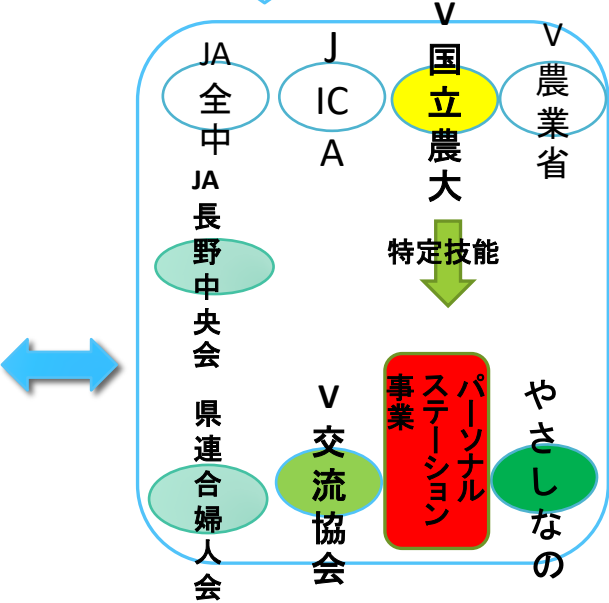 JA全中
JICA
V国立農大
V農業省
JA長野中央会
特定技能
県連合婦人会
V交流協会
パーソナル
ステーション
事業
やさしなの